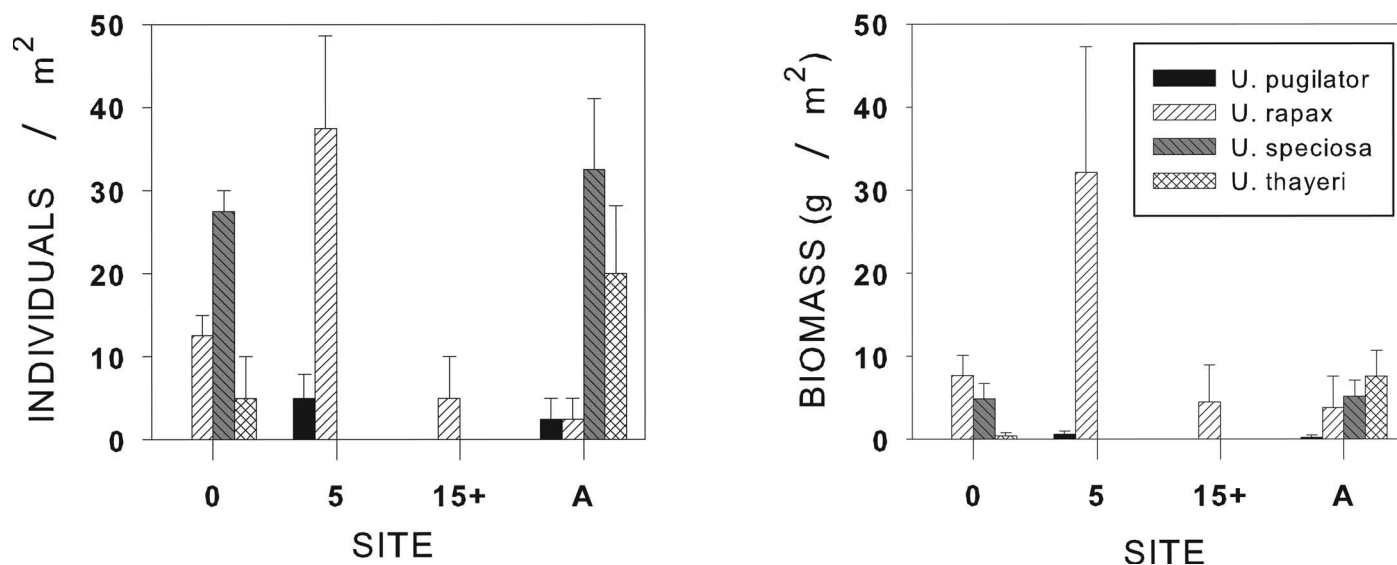 INDIVIDUALS / m²
50
40
30
20
10
0
0 5 15+ A
SITE
BIOMASS (g / m²)
50
40
30
20
10
0
0 5 15+ A
SITE
U. pugilator
U. rapax
U. speciosa
U. thayeri